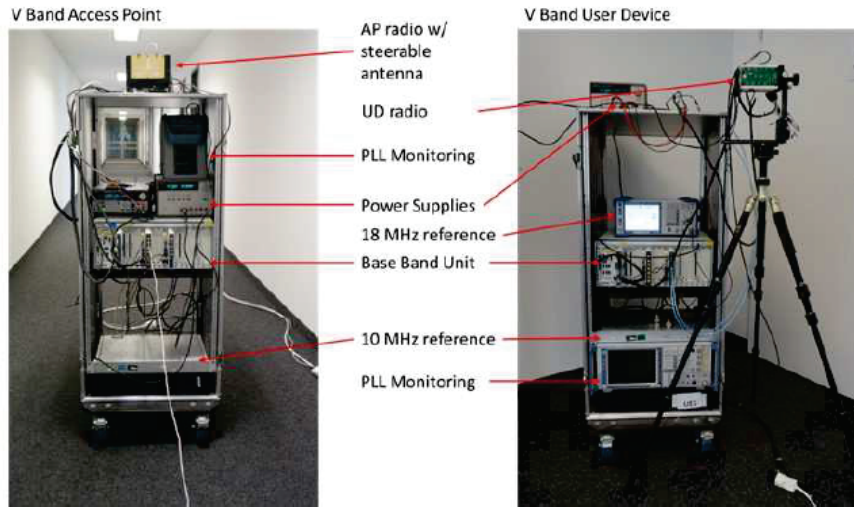 V Band Access Point
V Band User Device
AP radio w/
steerable
antenna
UD radio
PLL Monitoring
Power Supplies
18 MHz reference
Base Band Unit
10 MHz reference
PLL Monitoring